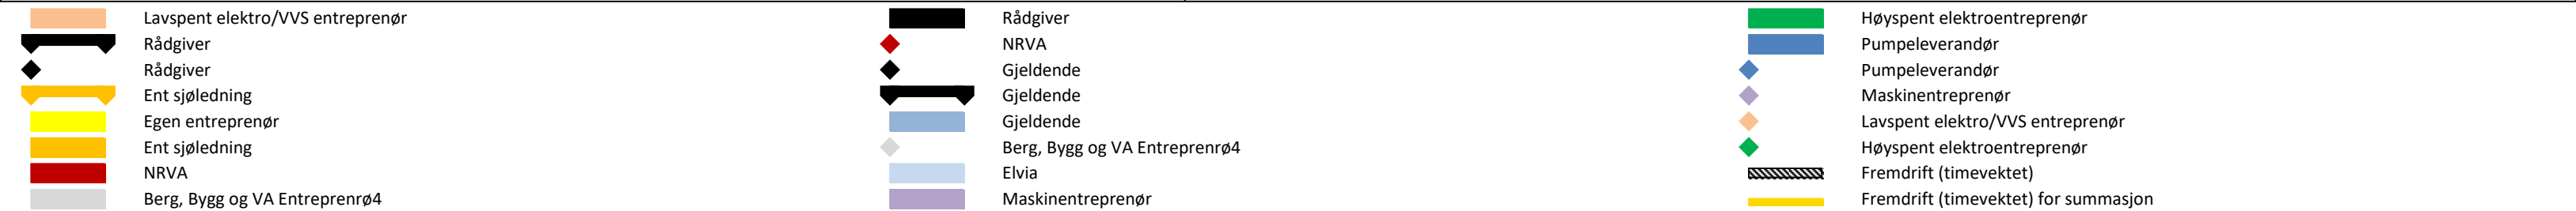 Lavspent elektro/VVS entreprenør
Rådgiver
Rådgiver
Ent sjøledning
Egen entreprenør
Ent sjøledning
NRVA
Berg, Bygg og VA Entreprenrø4
Rådgiver
NRVA
Gjeldende
Gjeldende
Gjeldende
Berg, Bygg og VA Entreprenrø4
Elvia
Maskinentreprenør
Høyspent elektroentreprenør
Pumpeleverandør
Pumpeleverandør
Maskinentreprenør
Lavspent elektro/VVS entreprenør
Høyspent elektroentreprenør
Fremdrift (timevektet)
Fremdrift (timevektet) for summasjon